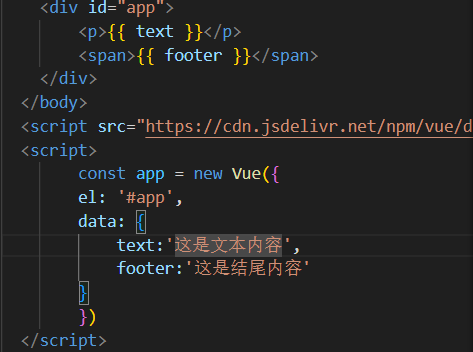 <div id="app">
<p>{{ text }}</p>
<span>{{ footer }}</span>
</div>
</body>
<script src="https://cdn.jsdelivr.net/npm/vue/d
<script>
const app = new Vue({
el: '#app',
data: {
text:'这是文本内容',
footer:'这是结尾内容'
}
})
</script>